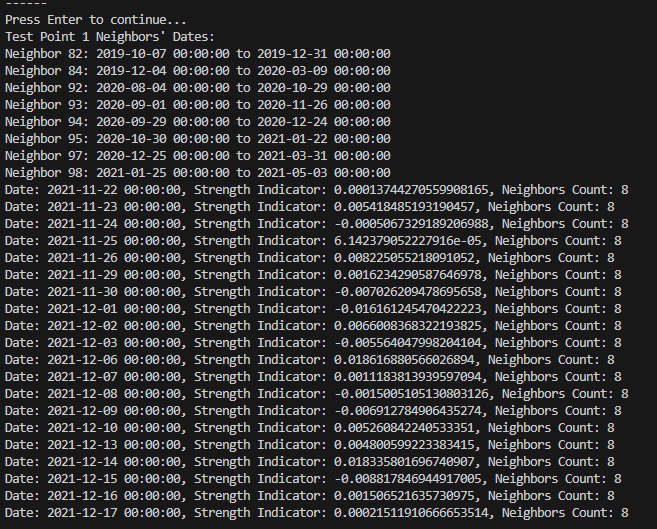 ------
Press Enter to continue...
Test Point 1 Neighbors' Dates:
Neighbor 82: 2019-10-07 00:00:00 to 2019-12-31 00:00:00
Neighbor 84: 2019-12-04 00:00:00 to 2020-03-09 00:00:00
Neighbor 92: 2020-08-04 00:00:00 to 2020-10-29 00:00:00
Neighbor 93: 2020-09-01 00:00:00 to 2020-11-26 00:00:00
Neighbor 94: 2020-09-29 00:00:00 to 2020-12-24 00:00:00
Neighbor 95: 2020-10-30 00:00:00 to 2021-01-22 00:00:00
Neighbor 97: 2020-12-25 00:00:00 to 2021-03-31 00:00:00
Neighbor 98: 2021-01-25 00:00:00 to 2021-05-03 00:00:00
Date: 2021-11-22 00:00:00, Strength Indicator: 0.00013744270559908165, Neighbors Count: 8
Date: 2021-11-23 00:00:00, Strength Indicator: 0.005418485193190457, Neighbors Count: 8
Date: 2021-11-24 00:00:00, Strength Indicator: -0.0005067329189206988, Neighbors Count: 8
Date: 2021-11-25 00:00:00, Strength Indicator: 6.142379052227916e-05, Neighbors Count: 8
Date: 2021-11-26 00:00:00, Strength Indicator: 0.008225055218091052, Neighbors Count: 8
Date: 2021-11-29 00:00:00, Strength Indicator: 0.0016234290587646978, Neighbors Count: 8
Date: 2021-11-30 00:00:00, Strength Indicator: -0.007026209478695658, Neighbors Count: 8
Date: 2021-12-01 00:00:00, Strength Indicator: -0.016161245470422223, Neighbors Count: 8
Date: 2021-12-02 00:00:00, Strength Indicator: 0.0066008368322193825, Neighbors Count: 8
Date: 2021-12-03 00:00:00, Strength Indicator: -0.005564047998204104, Neighbors Count: 8
Date: 2021-12-06 00:00:00, Strength Indicator: 0.018616880566026894, Neighbors Count: 8
Date: 2021-12-07 00:00:00, Strength Indicator: 0.0011183813939597094, Neighbors Count: 8
Date: 2021-12-08 00:00:00, Strength Indicator: -0.0015005105130803126, Neighbors Count: 8
Date: 2021-12-09 00:00:00, Strength Indicator: -0.006912784906435274, Neighbors Count: 8
Date: 2021-12-10 00:00:00, Strength Indicator: 0.005260842240533351, Neighbors Count: 8
Date: 2021-12-13 00:00:00, Strength Indicator: 0.004800599223383415, Neighbors Count: 8
Date: 2021-12-14 00:00:00, Strength Indicator: 0.018335801696740907, Neighbors Count: 8
Date: 2021-12-15 00:00:00, Strength Indicator: -0.008817846944917005, Neighbors Count: 8
Date: 2021-12-16 00:00:00, Strength Indicator: 0.001506521635730975, Neighbors Count: 8
Date: 2021-12-17 00:00:00, Strength Indicator: 0.00021511910666653514, Neighbors Count: 8